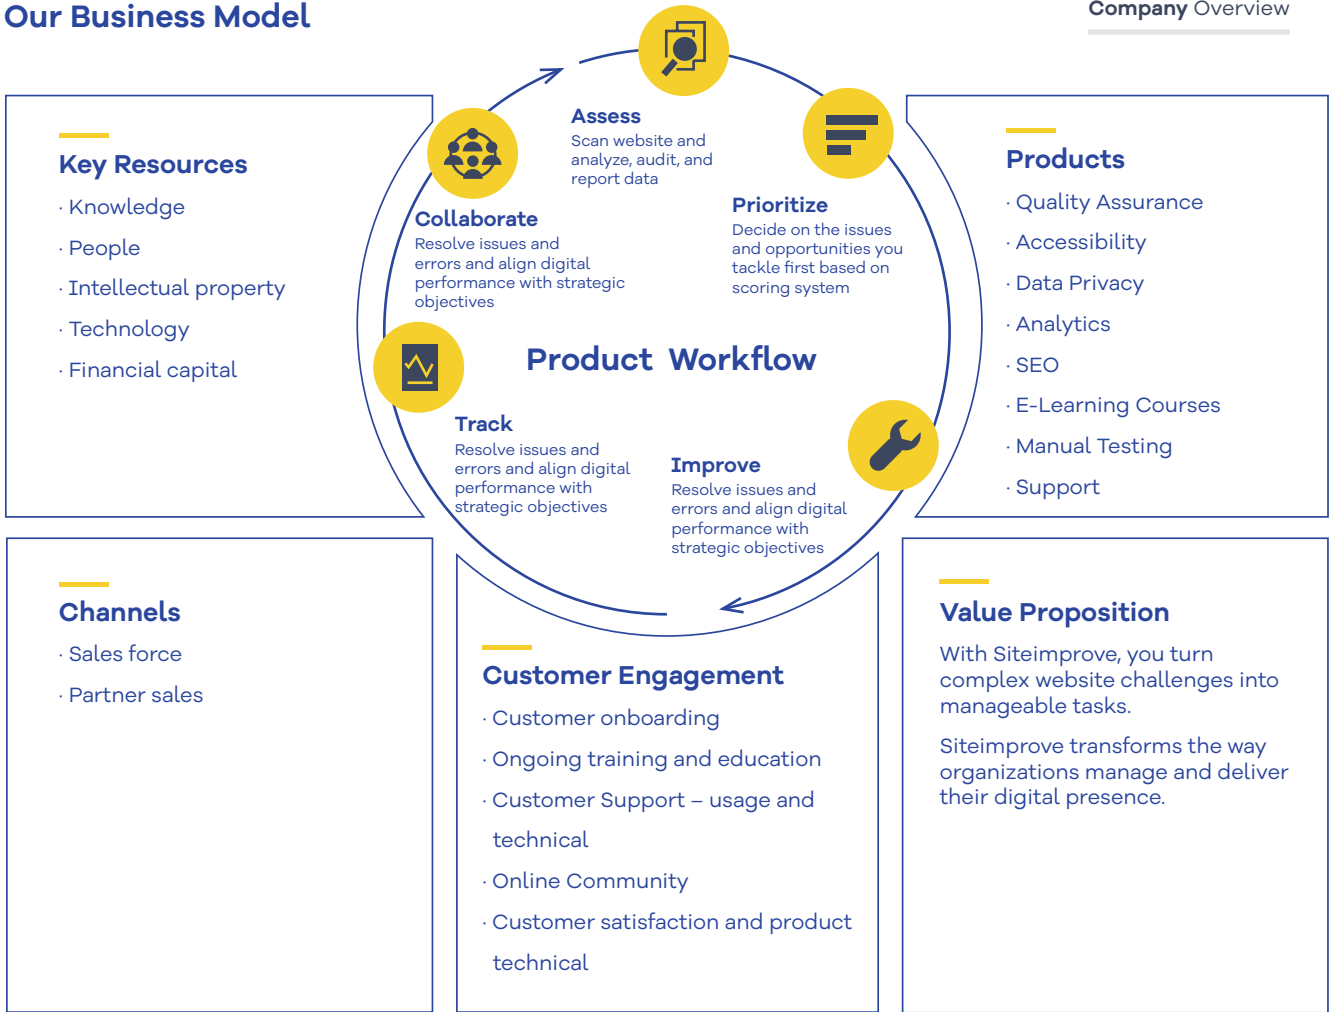 Our Business Model
Company Overview
Key Resources
· Knowledge
· People
· Intellectual property
· Technology
· Financial capital
Assess
Scan website and
analyze, audit, and
report data
Prioritize
Decide on the issues
and opportunities you
tackle first based on
scoring system
Collaborate
Resolve issues and
errors and align digital
performance with strategic
objectives
Product Workflow
Track
Resolve issues and
errors and align digital
performance with
strategic objectives
Improve
Resolve issues and
errors and align digital
performance with
strategic objectives
Products
· Quality Assurance
· Accessibility
· Data Privacy
· Analytics
· SEO
· E-Learning Courses
· Manual Testing
· Support
Channels
· Sales force
· Partner sales
Customer Engagement
· Customer onboarding
· Ongoing training and education
· Customer Support – usage and
technical
· Online Community
· Customer satisfaction and product
technical
Value Proposition
With Siteimprove, you turn
complex website challenges into
manageable tasks.
Siteimprove transforms the way
organizations manage and deliver
their digital presence.